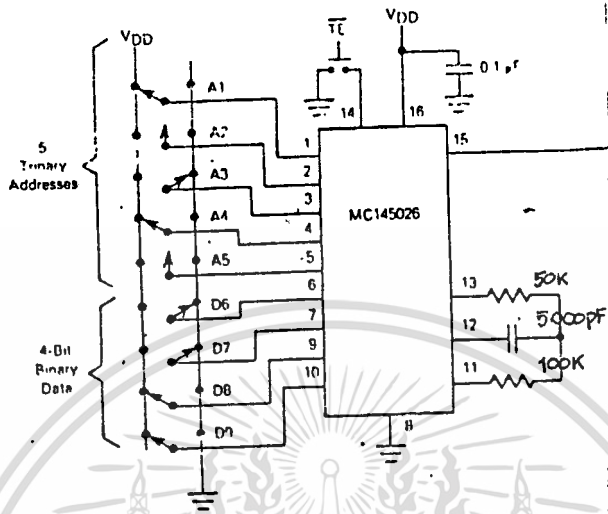 VDD
TE
VDD
0.1 µF
A1
14
16
A2
1
15
5
Trinary
Addresses
2
A3
3
MC145026
A4
4
5
A5
6
13
50K
D6
7
12
5000pF
4-Bit
Binary
Data
D7
9
11
100K
D8
10
D9
8